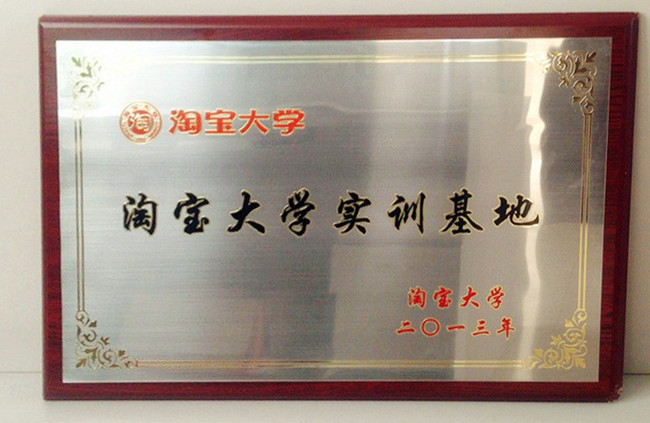 淘 淘宝大学
淘宝大学实训基地
淘宝大学
二〇一三年